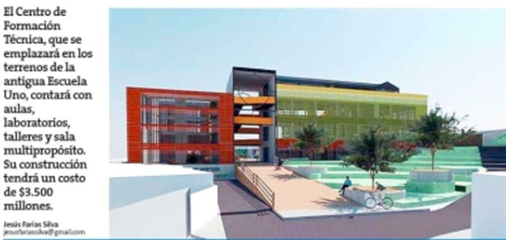 El Centro de
Formación
Técnica, que se
emplazará en los
terrenos de la
antigua Escuela
Uno, contará con
aulas,
laboratorios,
talleres y sala
multipropósito.
Su construcción
tendrá un costo
de $3.500
millones.
Jesús Farías Silva
jesusfariassilva@gmail.com